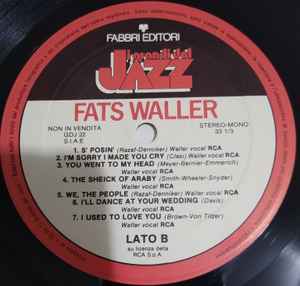 FABBRI EDITORI
I grandi del
JAZZ
FATS WALLER
NON IN VENDITA
GDJ 22
S I A E
STEREO-MONO
33 1/3
1. S' POSIN' (Razaf-Denniker) Waller vocal RCA
2. I'M SORRY I MADE YOU CRY (Clesi) Waller vocal RCA
3. YOU WENT TO MY HEAD (Meyer-Bernier-Emmerich)
Waller vocal RCA
4. THE SHEICK OF ARABY (Smith-Wheeler-Snyder)
Waller vocal RCA
5. WE, THE PEOPLE (Razaf-Denniker) Waller vocal RCA
6. I'LL DANCE AT YOUR WEDDING (Davis)
Waller vocal RCA
7. I USED TO LOVE YOU (Brown-Von Tilzer)
Waller vocal RCA
LATO B
su licenza della
RCA S.p.A.